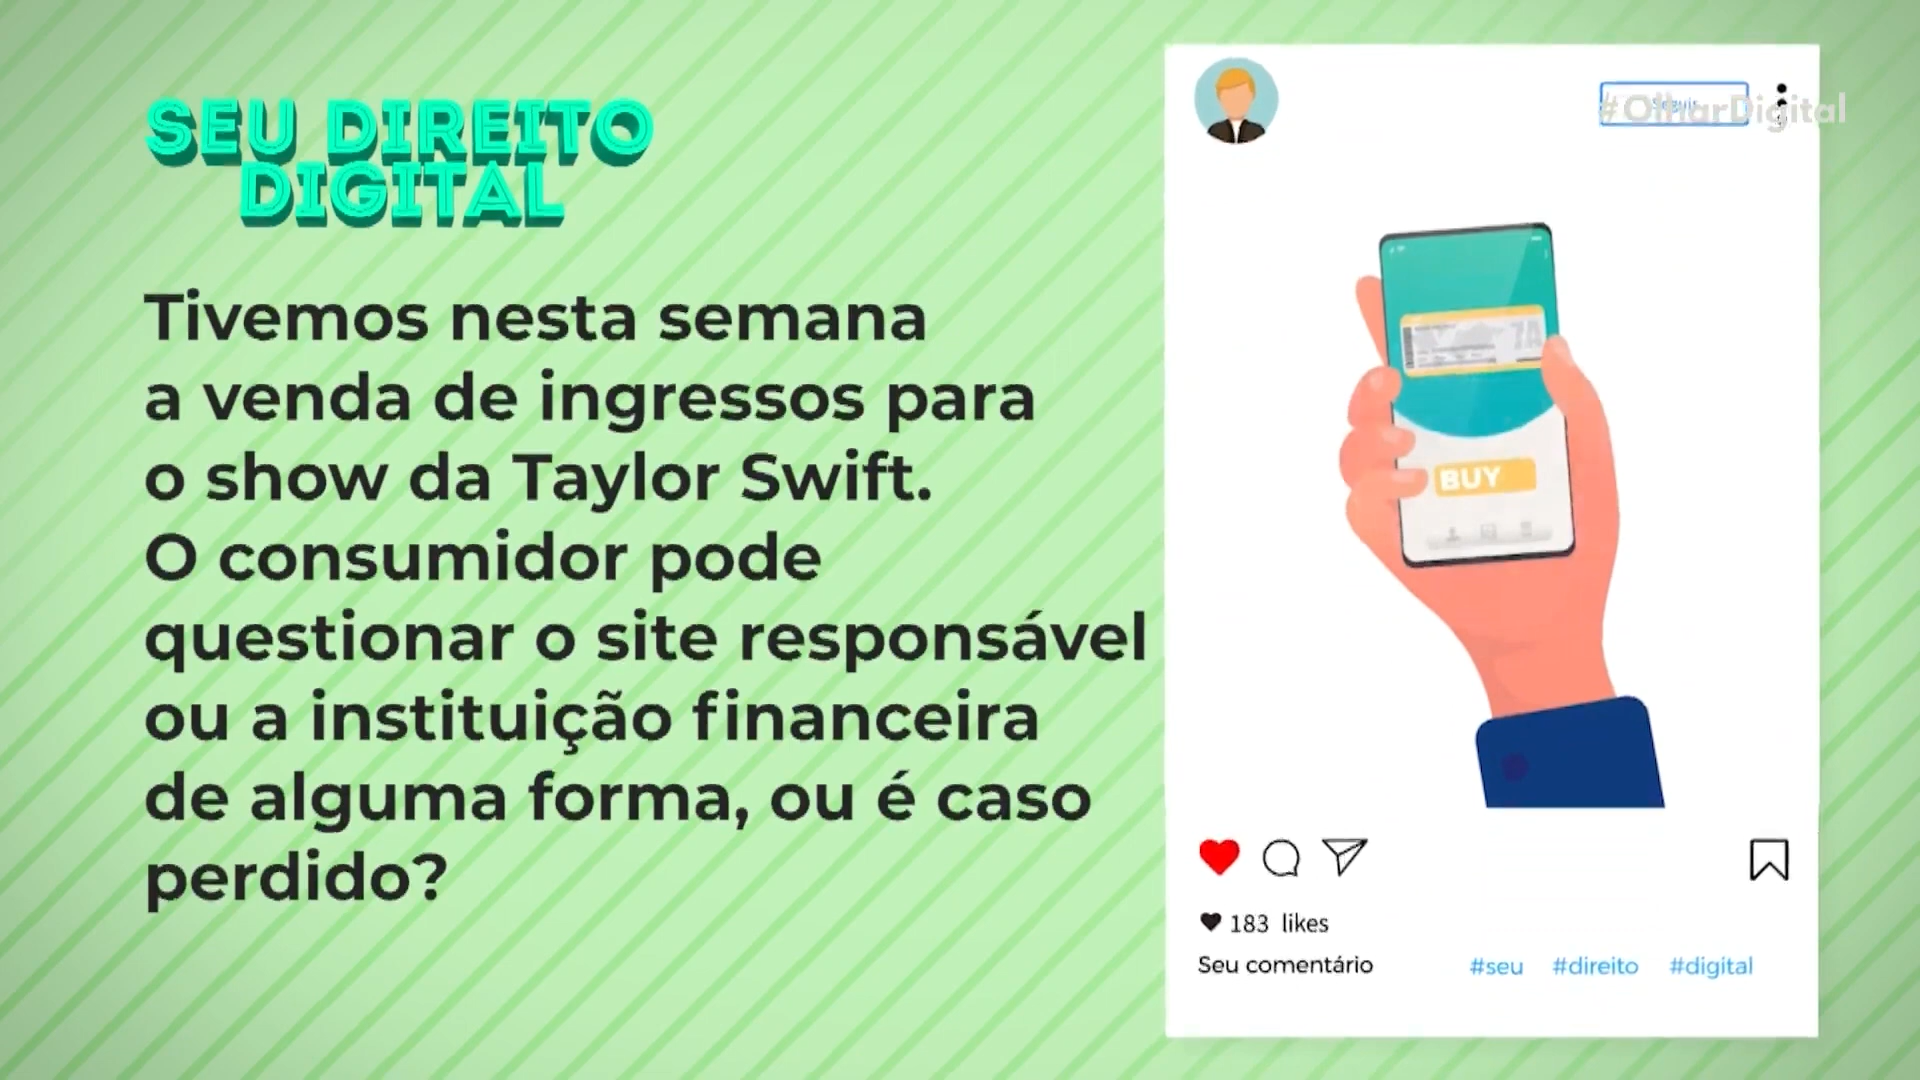 SEU DIREITO
DIGITAL
Tivemos nesta semana
a venda de ingressos para
o show da Taylor Swift.
O consumidor pode
questionar o site responsável
ou a instituição financeira
de alguma forma, ou é caso
perdido?
#OlharDigital
BUY
183 likes
Seu comentário #seu #direito #digital